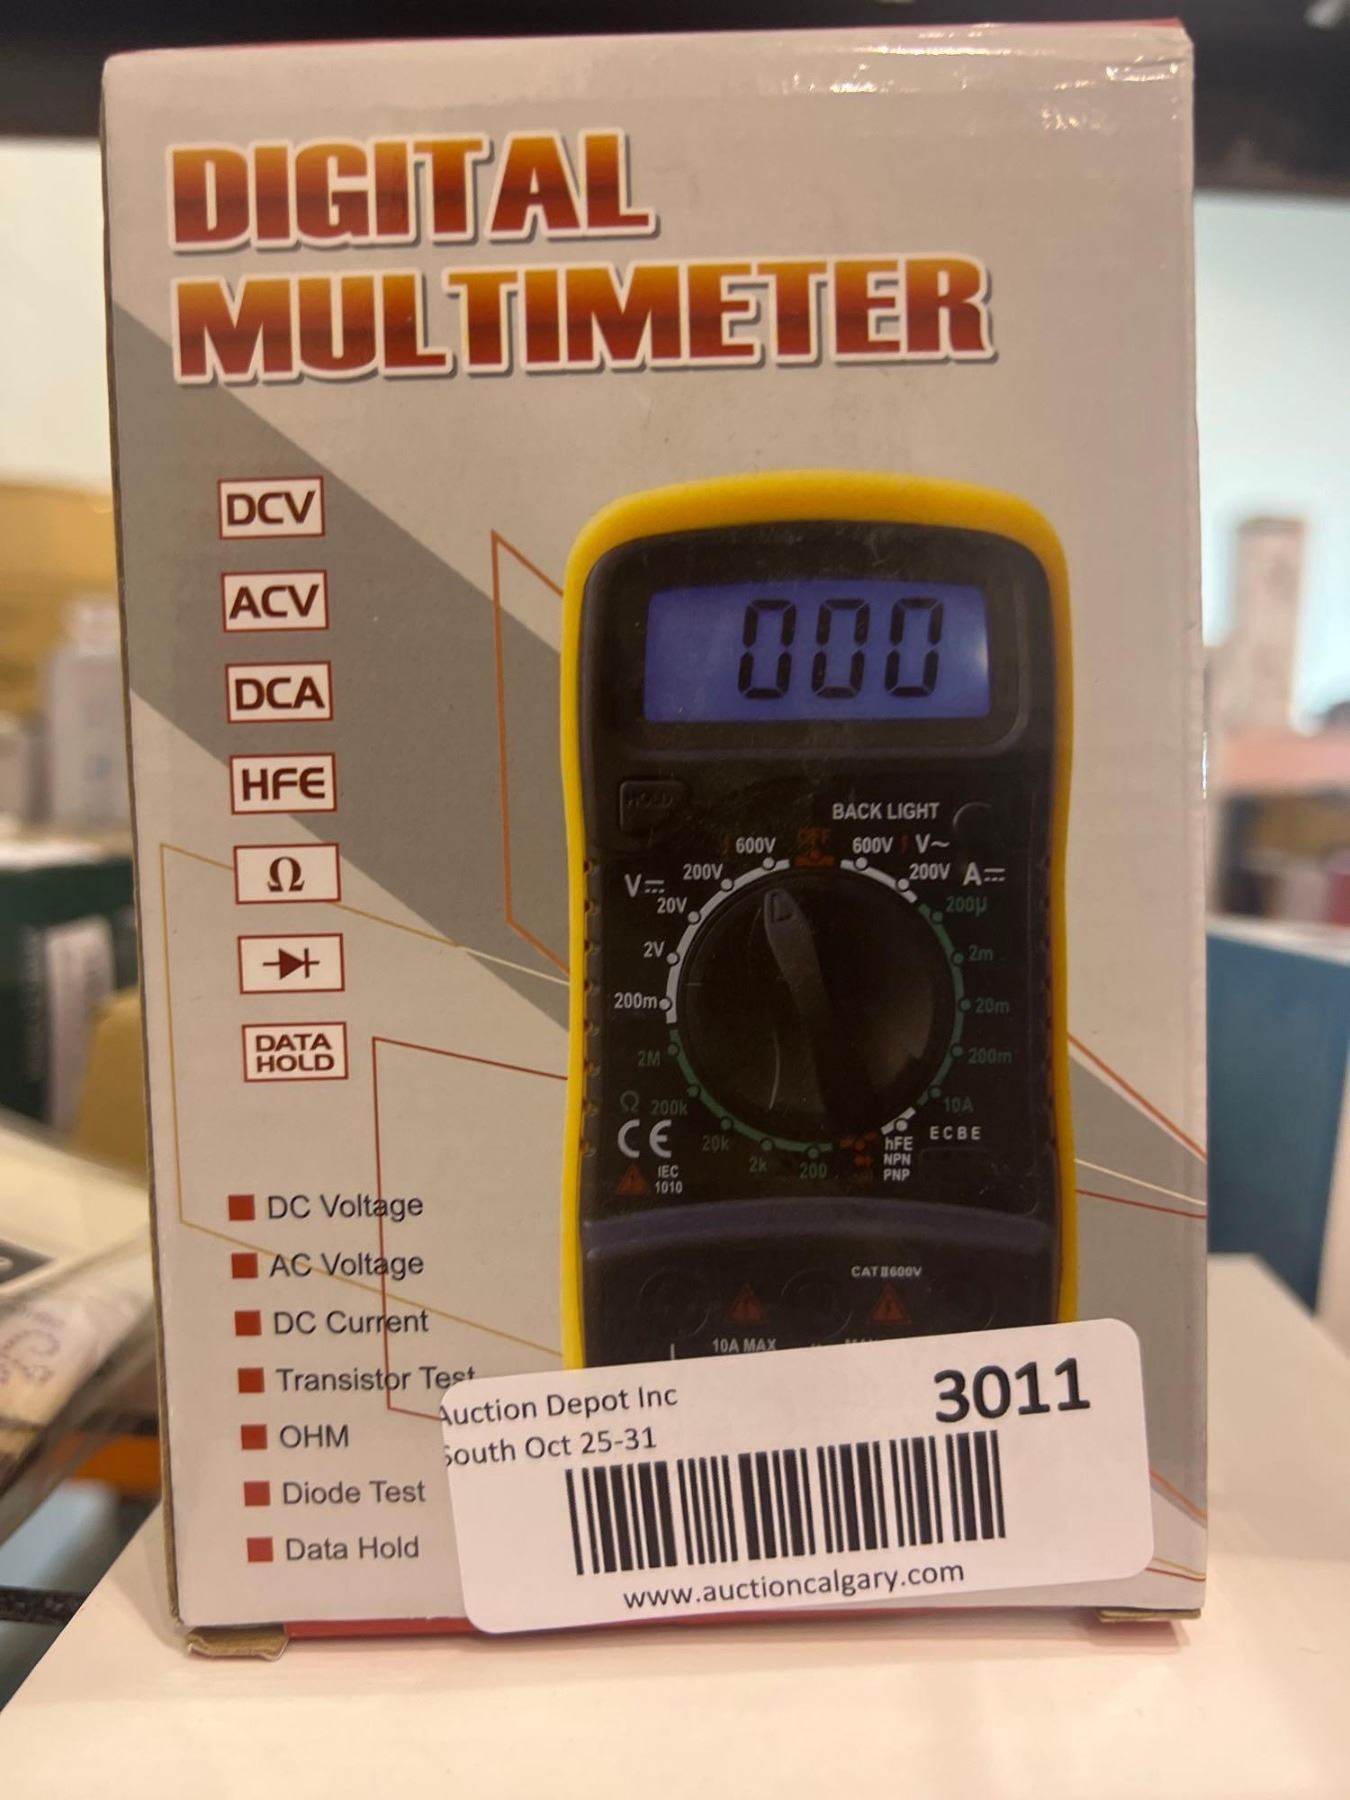 DIGITAL
MULTIMETER
DCV
ACV
DCA
HFE
Ω
DATA
HOLD
DC Voltage
AC Voltage
DC Current
Transistor Test
OHM
Diode Test
Data Hold
000
HOLD
BACK LIGHT
600V OFF 600V V~
V⎓ 200V 200V A⎓
20V 200µ
2V 2m
200m 20m
2M 200m
Ω 200k 10A
20k 2k 200
hFE E C B E
NPN
PNP
CE
IEC
1010
CAT II 600V
10A MAX
Auction Depot Inc
South Oct 25-31
3011
www.auctioncalgary.com